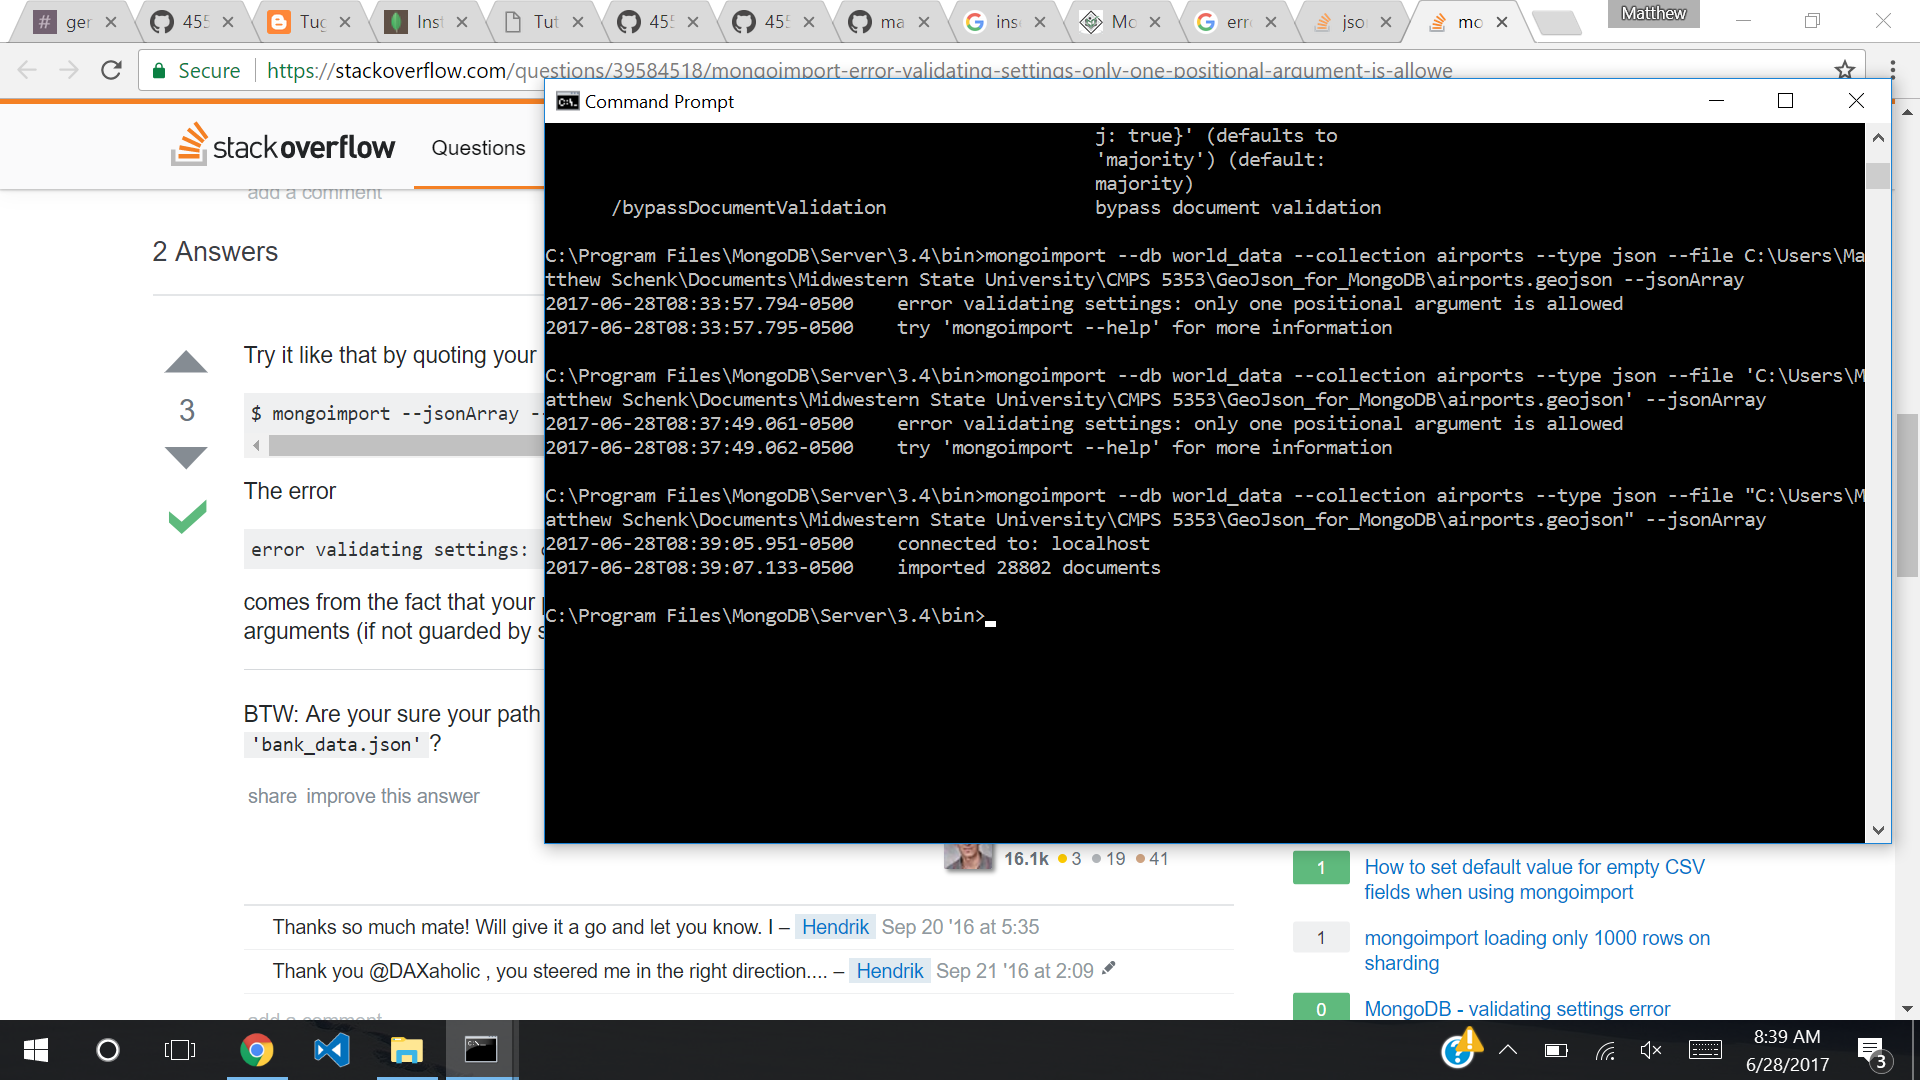 ger
455
Tug
Inst
Tut
455
455
ma
ins
Mo
erro
jso
mo
Matthew
Secure
https://stackoverflow.com/questions/39584518/mongoimport-error-validating-settings-only-one-positional-argument-is-allowe
stackoverflow
Questions
add a comment
2 Answers
3
Try it like that by quoting your
$ mongoimport --jsonArray --
The error
error validating settings: o
comes from the fact that your p
arguments (if not guarded by s
BTW: Are your sure your path
'bank_data.json' ?
share improve this answer
Command Prompt
j: true}' (defaults to
'majority') (default:
majority)
/bypassDocumentValidation bypass document validation
C:\Program Files\MongoDB\Server\3.4\bin>mongoimport --db world_data --collection airports --type json --file C:\Users\Ma
tthew Schenk\Documents\Midwestern State University\CMPS 5353\GeoJson_for_MongoDB\airports.geojson --jsonArray
2017-06-28T08:33:57.794-0500 error validating settings: only one positional argument is allowed
2017-06-28T08:33:57.795-0500 try 'mongoimport --help' for more information
C:\Program Files\MongoDB\Server\3.4\bin>mongoimport --db world_data --collection airports --type json --file 'C:\Users\M
atthew Schenk\Documents\Midwestern State University\CMPS 5353\GeoJson_for_MongoDB\airports.geojson' --jsonArray
2017-06-28T08:37:49.061-0500 error validating settings: only one positional argument is allowed
2017-06-28T08:37:49.062-0500 try 'mongoimport --help' for more information
C:\Program Files\MongoDB\Server\3.4\bin>mongoimport --db world_data --collection airports --type json --file "C:\Users\M
atthew Schenk\Documents\Midwestern State University\CMPS 5353\GeoJson_for_MongoDB\airports.geojson" --jsonArray
2017-06-28T08:39:05.951-0500 connected to: localhost
2017-06-28T08:39:07.133-0500 imported 28802 documents
C:\Program Files\MongoDB\Server\3.4\bin>
16.1k 3 19 41
Thanks so much mate! Will give it a go and let you know. I – Hendrik Sep 20 '16 at 5:35
Thank you @DAXaholic , you steered me in the right direction.... – Hendrik Sep 21 '16 at 2:09
add a comment
1 How to set default value for empty CSV
fields when using mongoimport
1 mongoimport loading only 1000 rows on
sharding
0 MongoDB - validating settings error
8:39 AM
6/28/2017
3